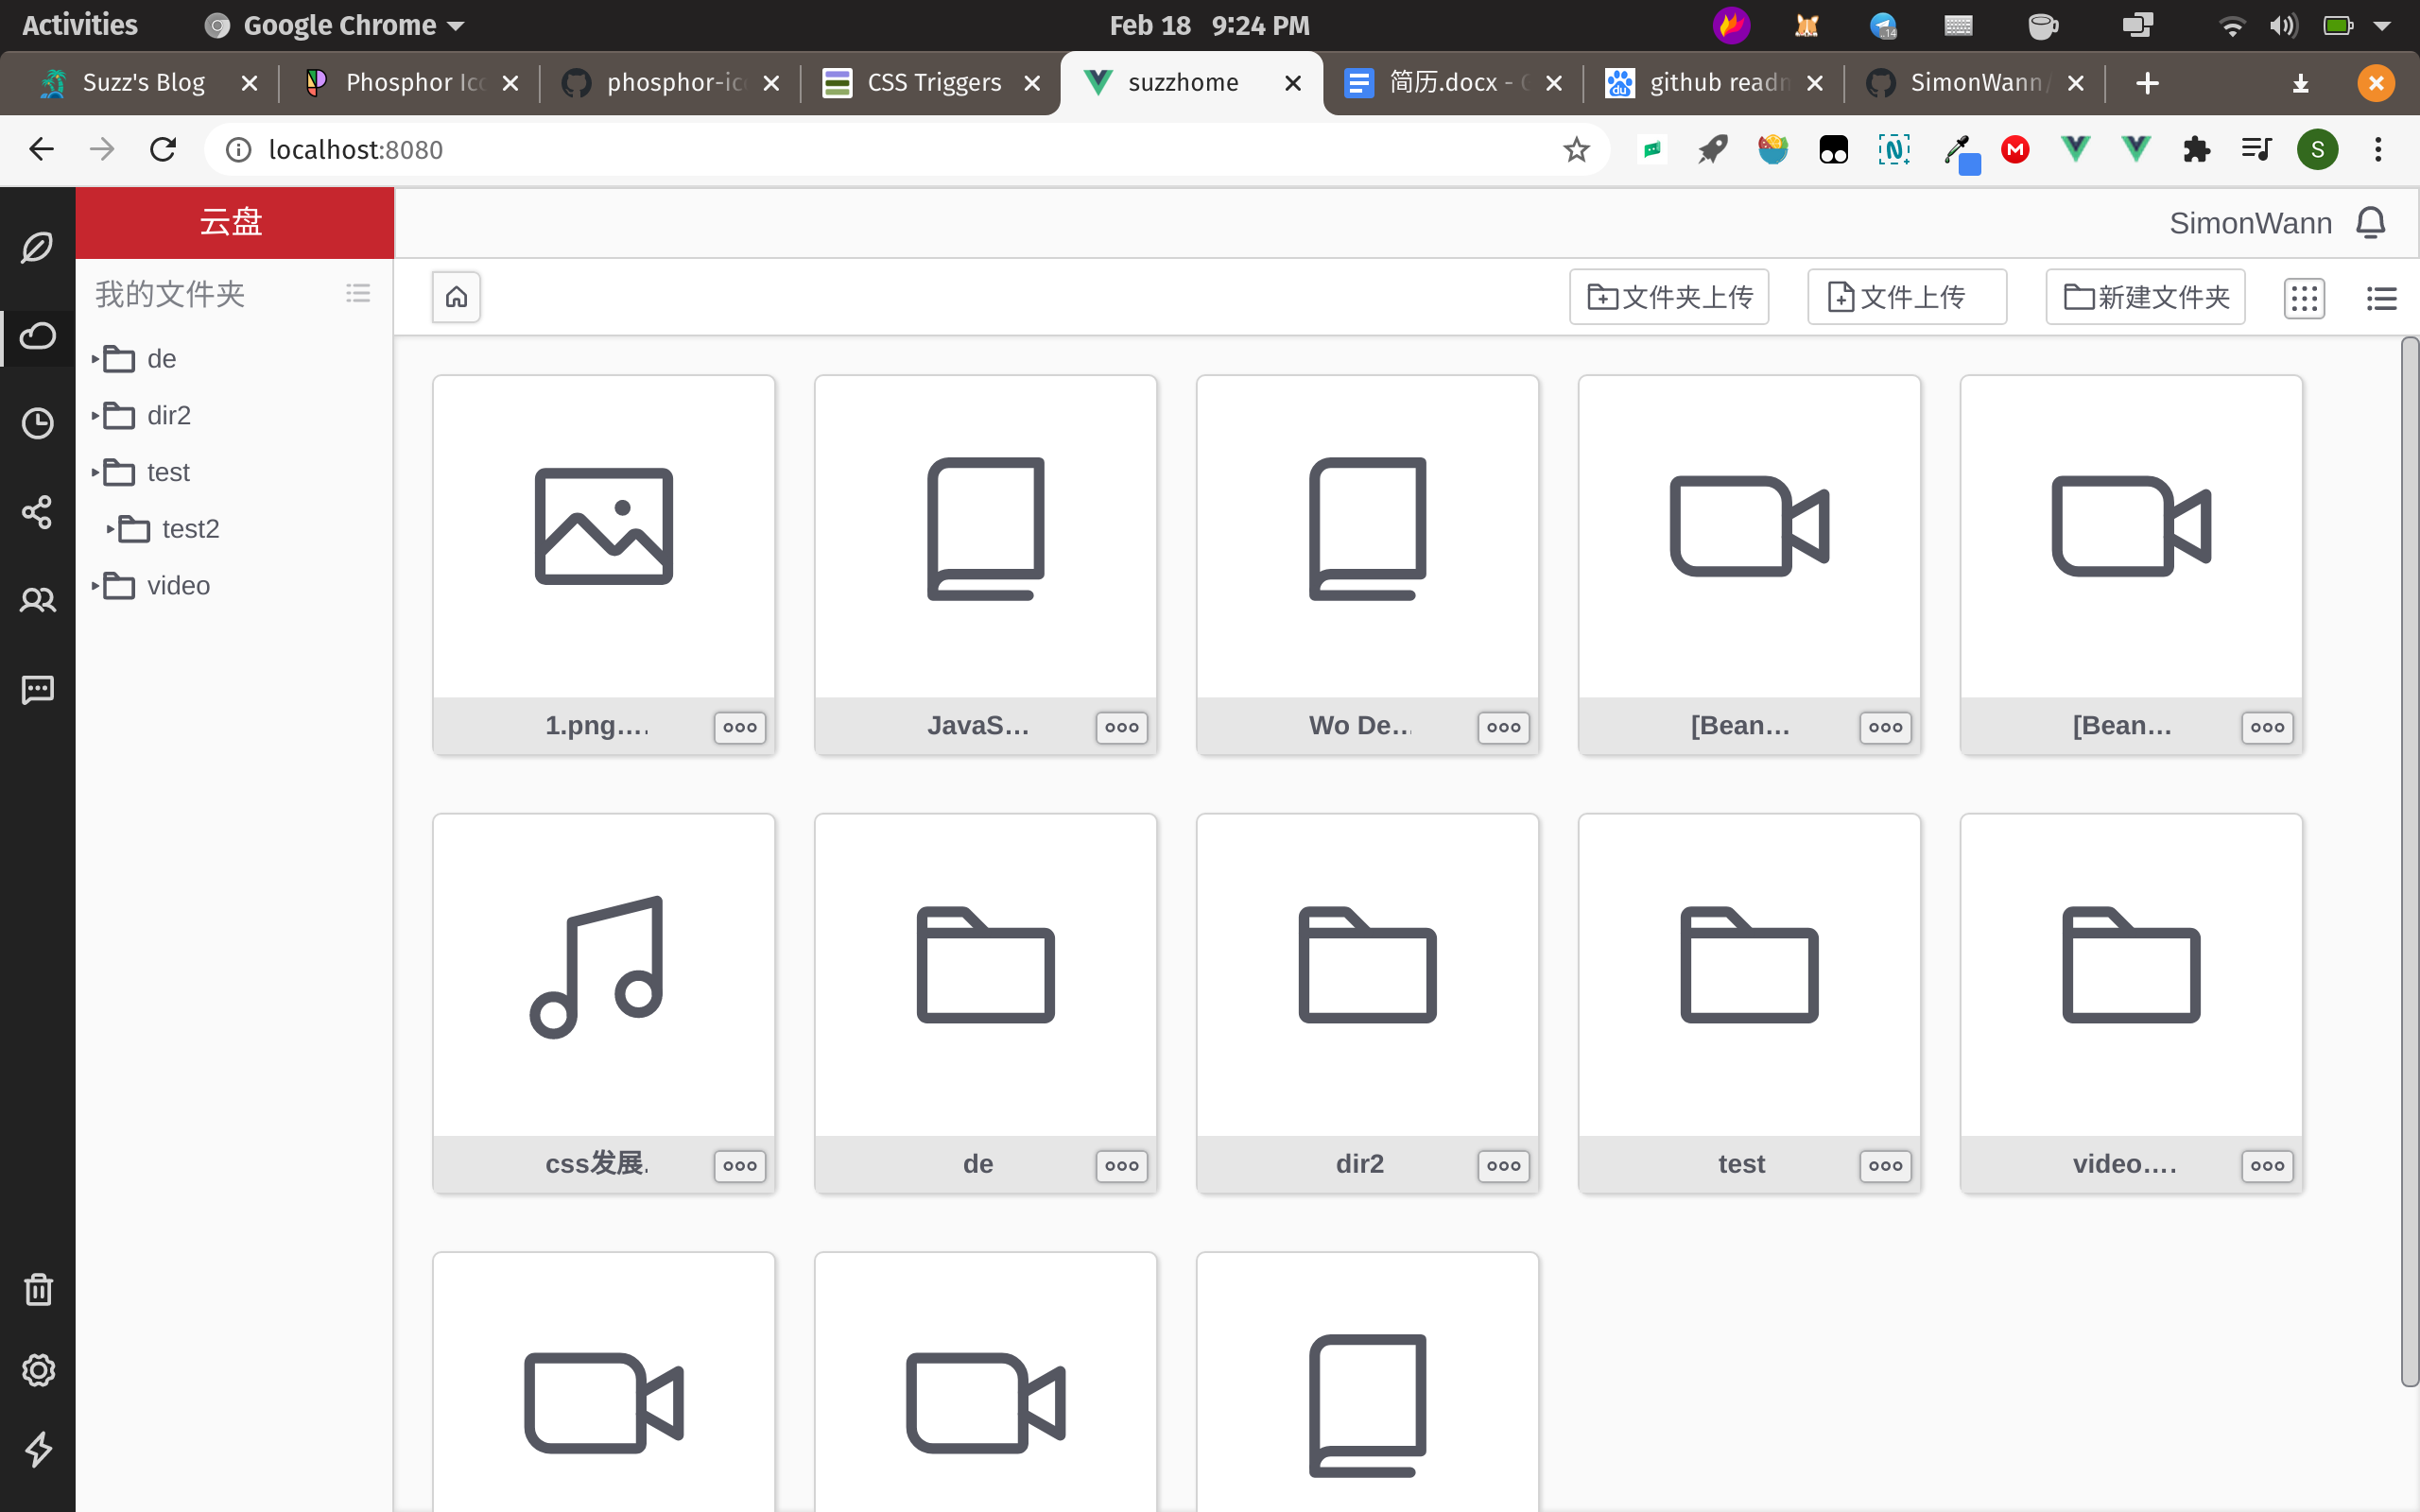 Activities
Google Chrome
Feb 18 9:24 PM
14
Suzz's Blog
Phosphor Ic
phosphor-ic
CSS Triggers
suzzhome
简历.docx -
github readn
SimonWann/
localhost:8080
S
云盘
SimonWann
我的文件夹
文件夹上传
文件上传
新建文件夹
de
dir2
test
test2
video
1.png....
JavaS...
Wo De...
[Bean...
[Bean...
css发展.
de
dir2
test
video....